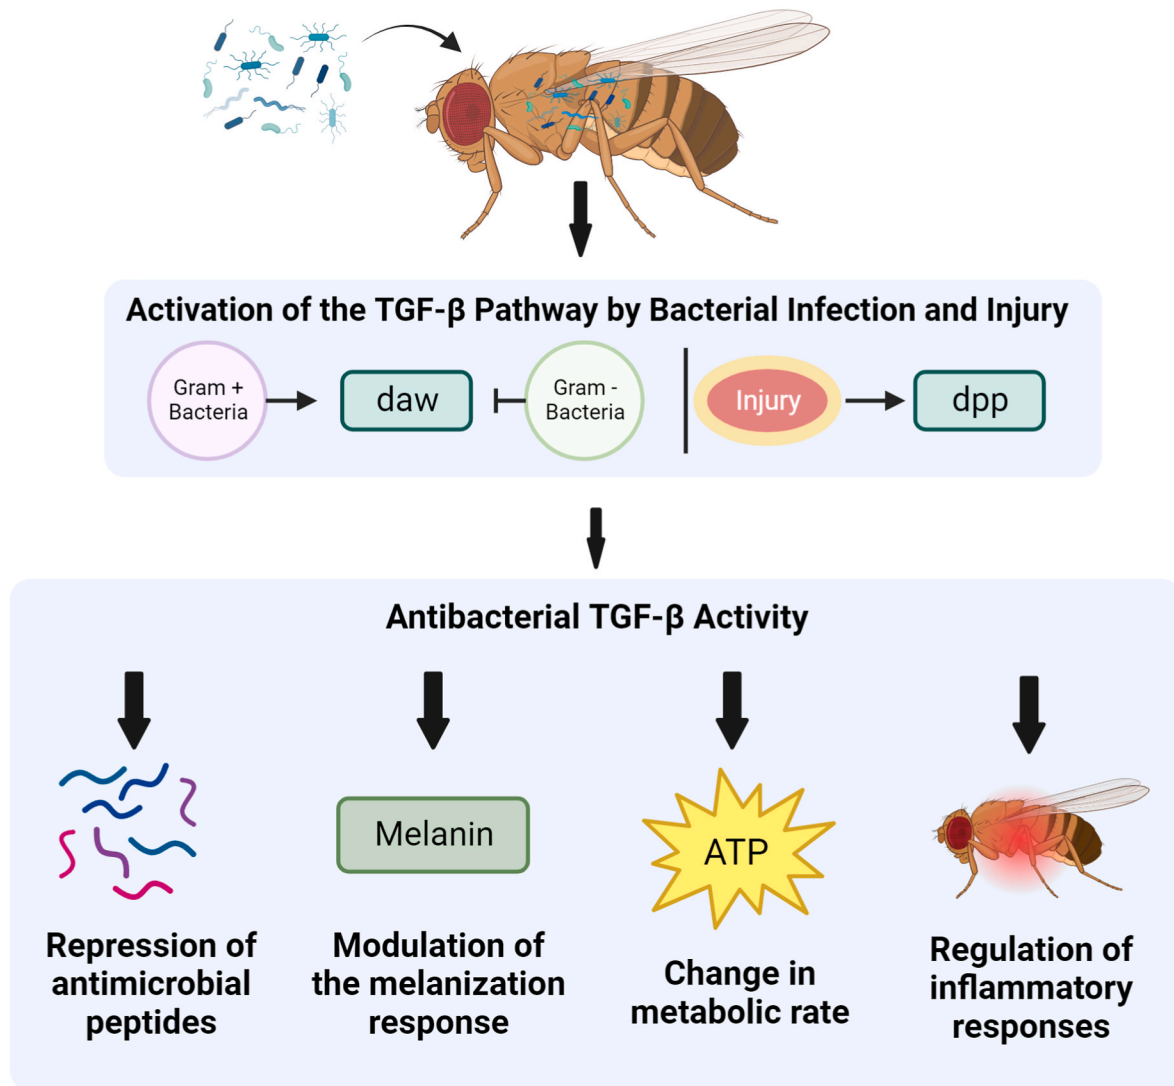 Activation of the TGF-β Pathway by Bacterial Infection and Injury
Gram +
Bacteria
daw
Gram -
Bacteria
Injury
dpp
Antibacterial TGF-β Activity
Melanin
ATP
Repression of
antimicrobial
peptides
Modulation of
the melanization
response
Change in
metabolic rate
Regulation of
inflammatory
responses